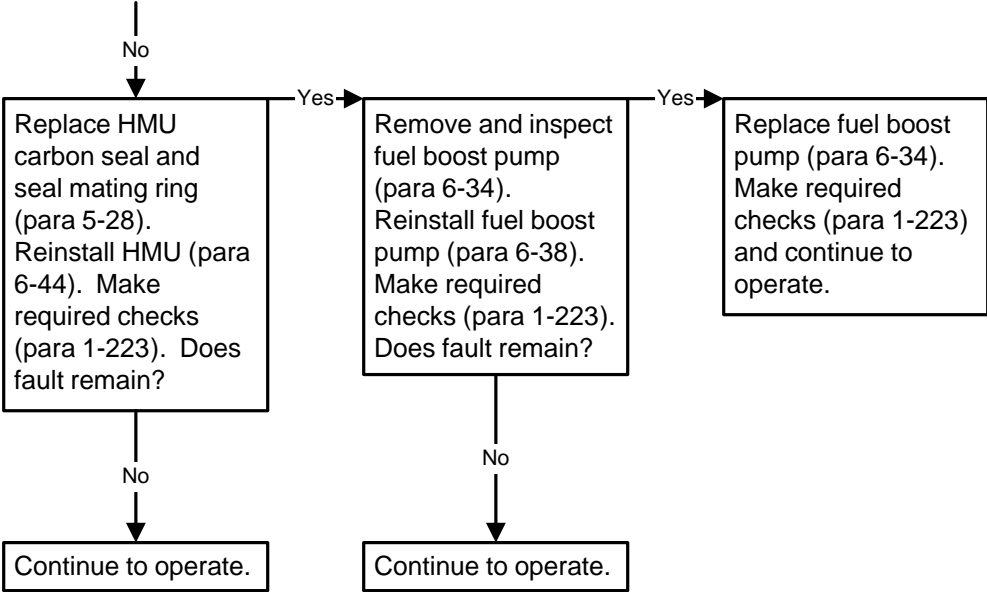 No
Replace HMU
carbon seal and
seal mating ring
(para 5-28).
Reinstall HMU (para
6-44).  Make
required checks
(para 1-223).  Does
fault remain?
Yes
Remove and inspect
fuel boost pump
(para 6-34).
Reinstall fuel boost
pump (para 6-38).
Make required
checks (para 1-223).
Does fault remain?
Yes
Replace fuel boost
pump (para 6-34).
Make required
checks (para 1-223)
and continue to
operate.
No
No
Continue to operate.
Continue to operate.